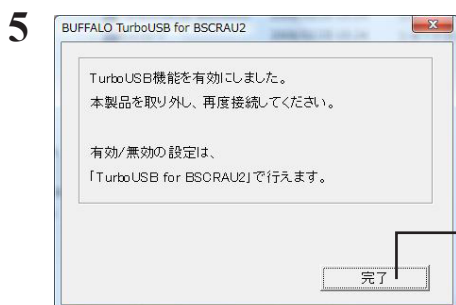 5
BUFFALO TurboUSB for BSCRAU2
TurboUSB機能を有効にしました。
本製品を取り外し、再度接続してください。
有効/無効の設定は、
「TurboUSB for BSCRAU2」で行えます。
完了